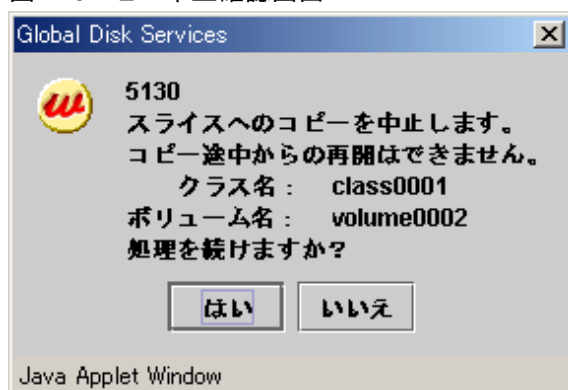 Global Disk Services
5130
スライスへのコピーを中止します。
コピー途中からの再開はできません。
クラス名： class0001
ボリューム名： volume0002
処理を続けますか?
はい いいえ
Java Applet Window